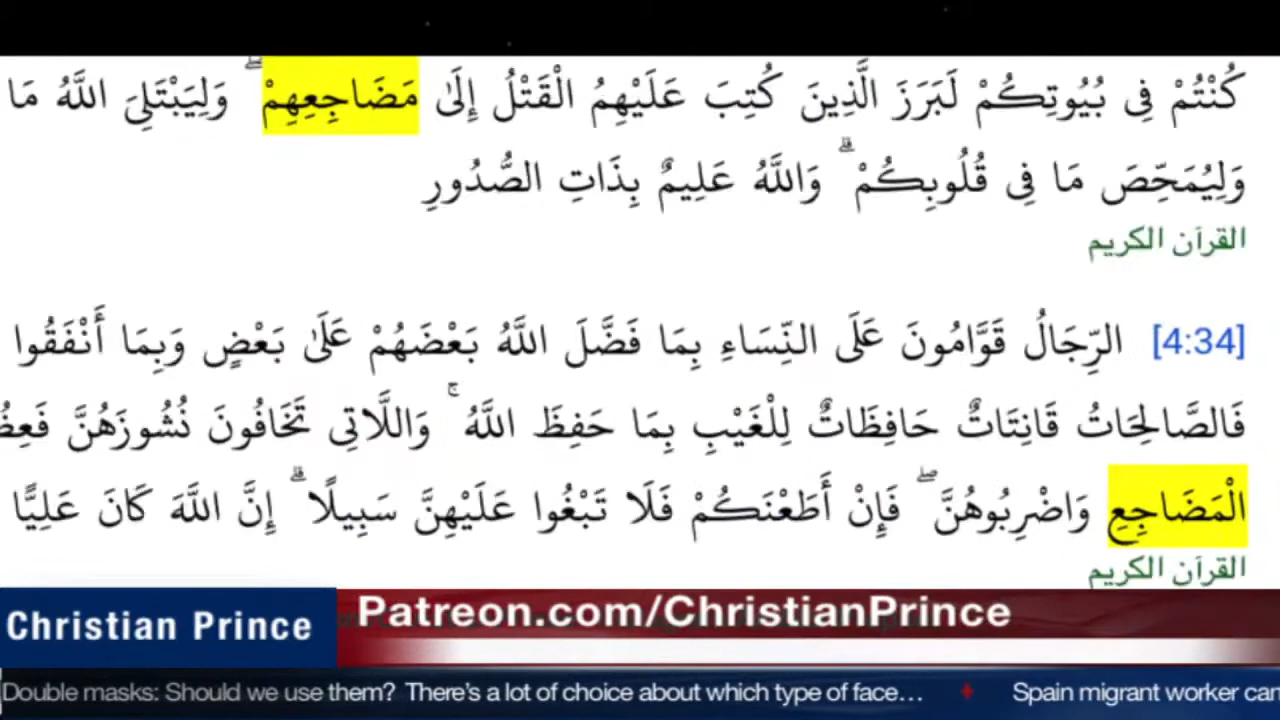 كُنْتُمْ فِي بُيُوتِكُمْ لَبَرَزَ الَّذِينَ كُتِبَ عَلَيْهِمُ الْقَتْلُ إِلَىٰ مَضَاجِعِهِمْ ۖ وَلِيَبْتَلِيَ اللَّهُ مَا
وَلِيُمَحِّصَ مَا فِي قُلُوبِكُمْ ۗ وَاللَّهُ عَلِيمٌ بِذَاتِ الصُّدُورِ
القرآن الكريم
[4:34] الرِّجَالُ قَوَّامُونَ عَلَى النِّسَاءِ بِمَا فَضَّلَ اللَّهُ بَعْضَهُمْ عَلَىٰ بَعْضٍ وَبِمَا أَنْفَقُوا
فَالصَّالِحَاتُ قَانِتَاتٌ حَافِظَاتٌ لِلْغَيْبِ بِمَا حَفِظَ اللَّهُ ۚ وَاللَّاتِي تَخَافُونَ نُشُوزَهُنَّ
الْمَضَاجِعِ وَاضْرِبُوهُنَّ ۖ فَإِنْ أَطَعْنَكُمْ فَلَا تَبْغُوا عَلَيْهِنَّ سَبِيلًا ۗ إِنَّ اللَّهَ كَانَ عَلِيًّا
القرآن الكريم
Christian Prince
Patreon.com/ChristianPrince
Double masks: Should we use them? There's a lot of choice about which type of face… Spain migrant worker can